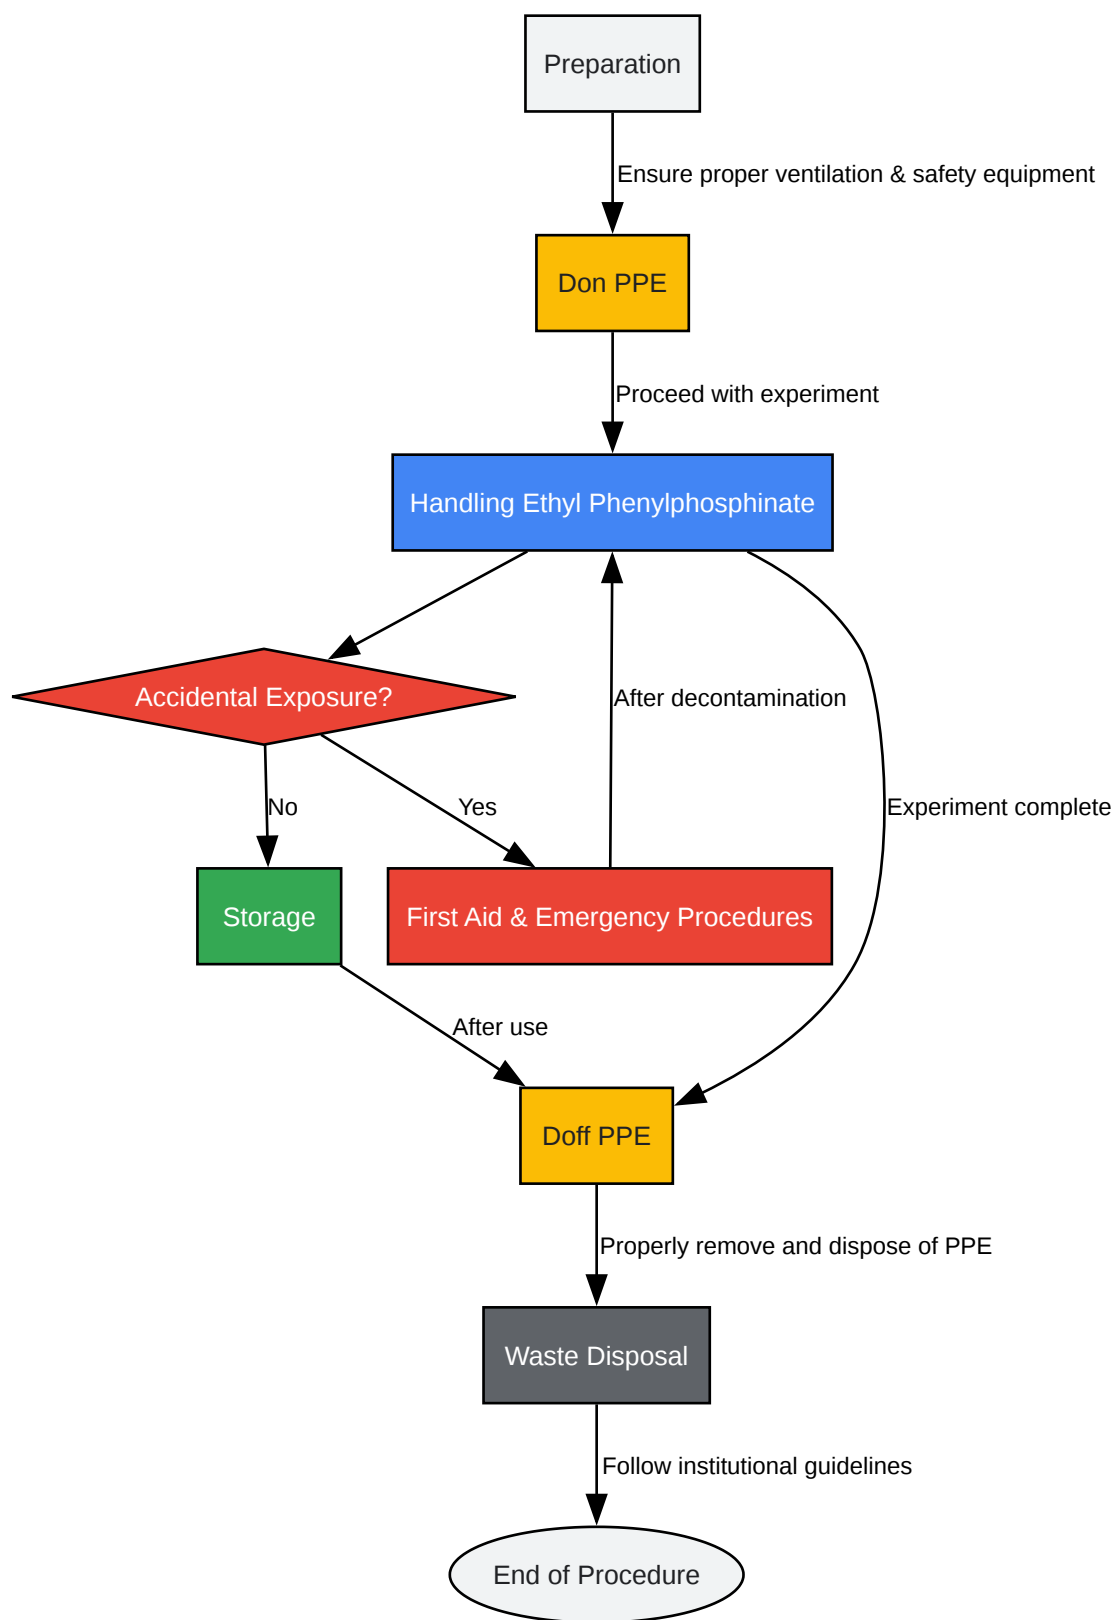 Preparation
Ensure proper ventilation & safety equipment
Don PPE
Proceed with experiment
Handling Ethyl Phenylphosphinate
Accidental Exposure?
After decontamination
No
Yes
Experiment complete
Storage
First Aid & Emergency Procedures
After use
Doff PPE
Properly remove and dispose of PPE
Waste Disposal
Follow institutional guidelines
End of Procedure